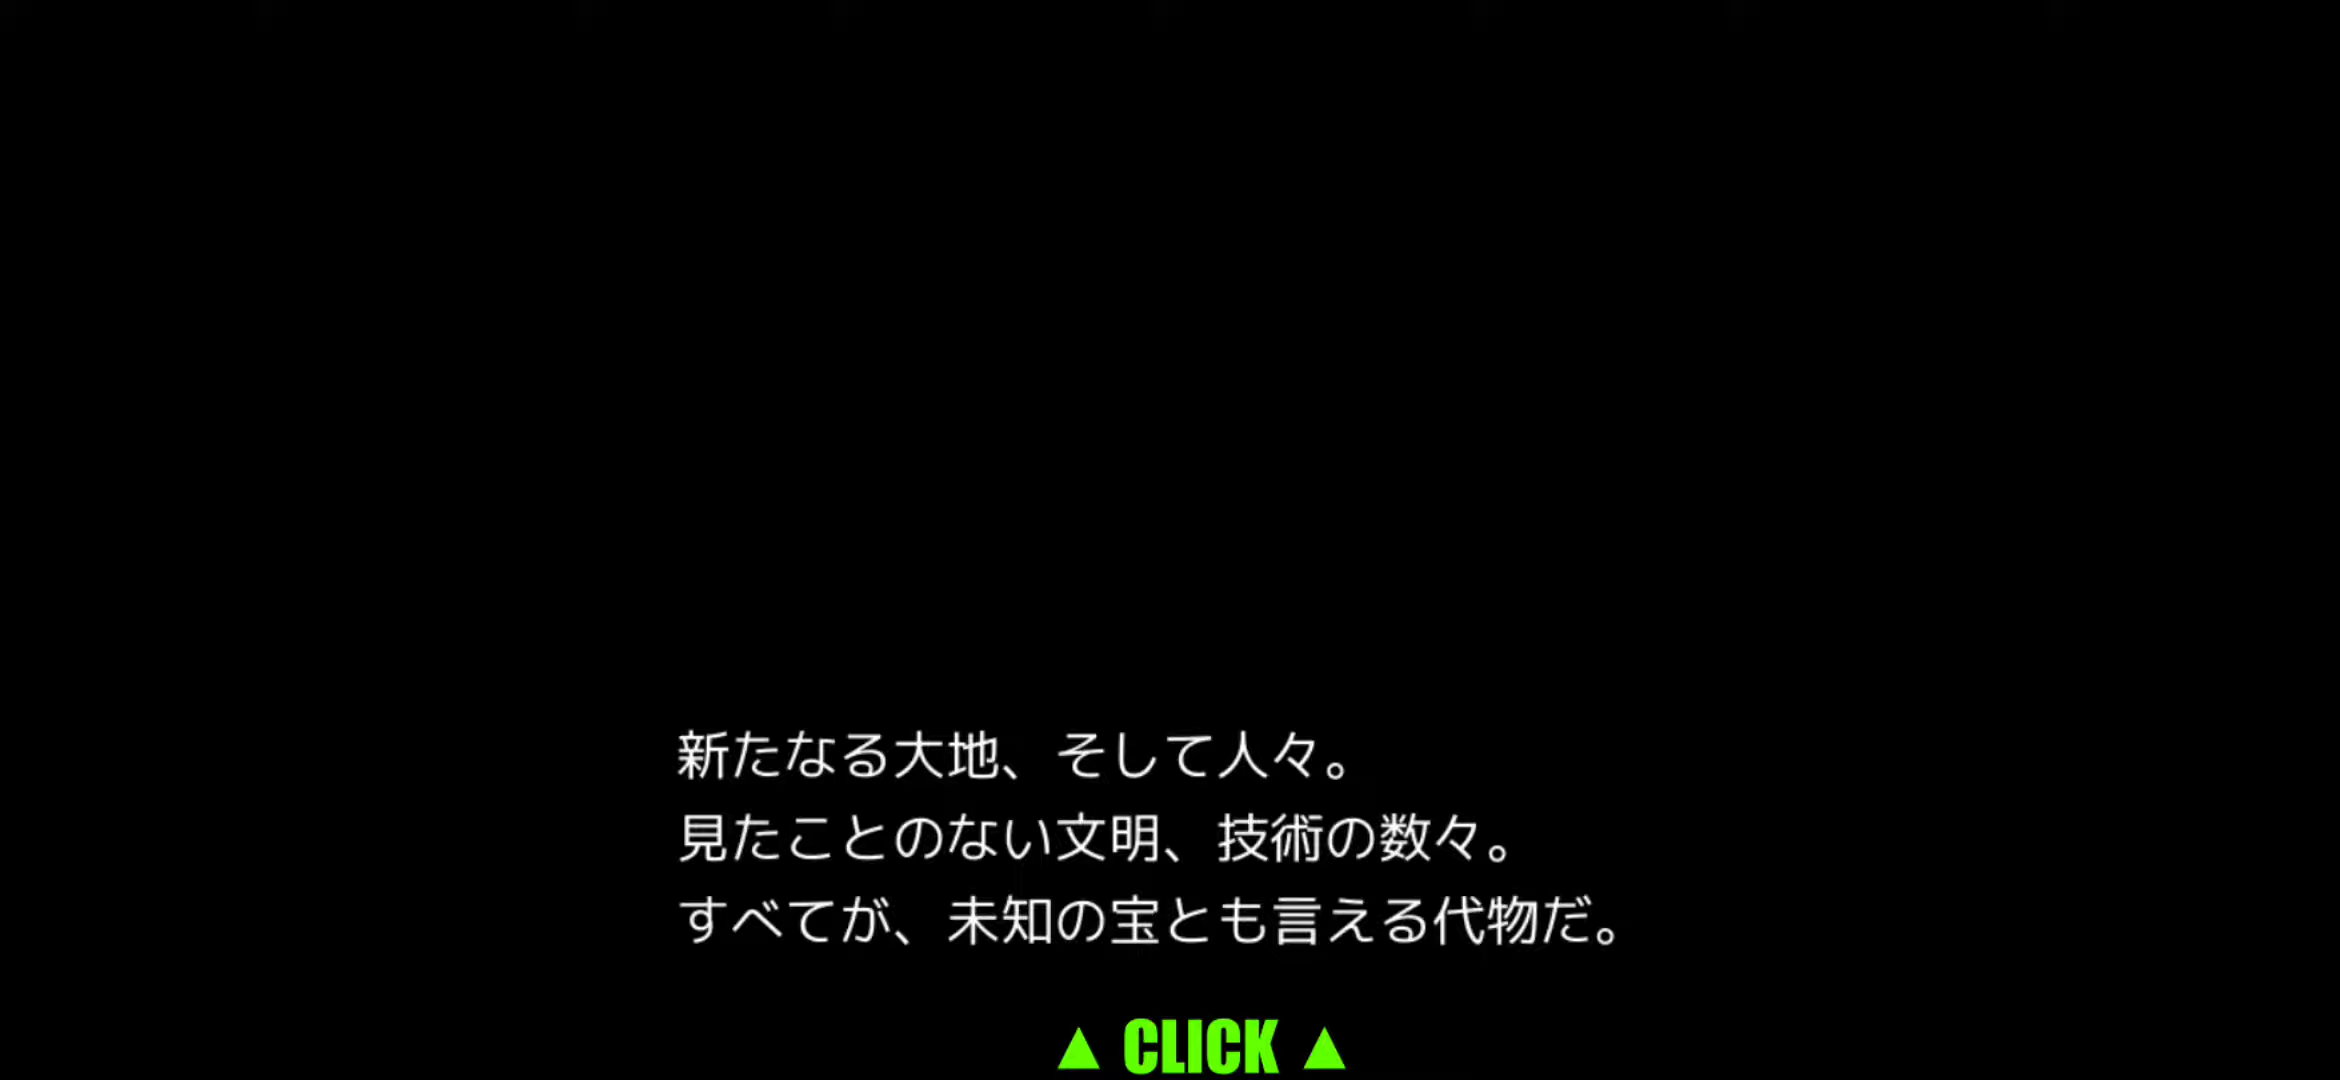 新たなる大地、そして人々。
見たことのない文明、技術の数々。
すべてが、未知の宝とも言える代物だ。
▲ CLICK ▲